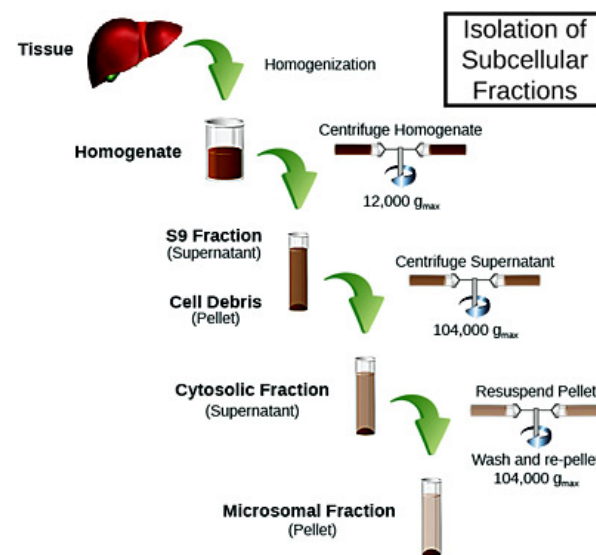 Isolation of
Subcellular
Fractions
Tissue
Homogenization
Homogenate
Centrifuge Homogenate
12,000 gmax
S9 Fraction
(Supernatant)
Cell Debris
(Pellet)
Centrifuge Supernatant
104,000 gmax
Cytosolic Fraction
(Supernatant)
Resuspend Pellet
Wash and re-pellet
104,000 gmax
Microsomal Fraction
(Pellet)